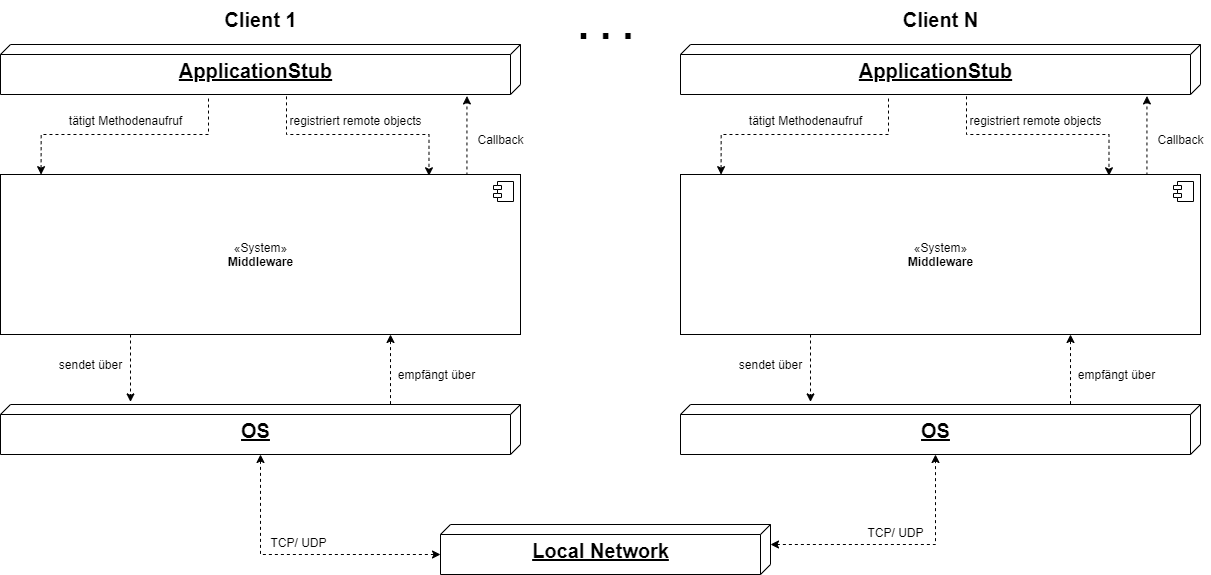 Client 1
. . .
Client N
ApplicationStub
ApplicationStub
tätigt Methodenaufruf
registriert remote objects
Callback
tätigt Methodenaufruf
registriert remote objects
Callback
«System»
Middleware
«System»
Middleware
sendet über
empfängt über
sendet über
empfängt über
OS
OS
TCP/ UDP
TCP/ UDP
Local Network